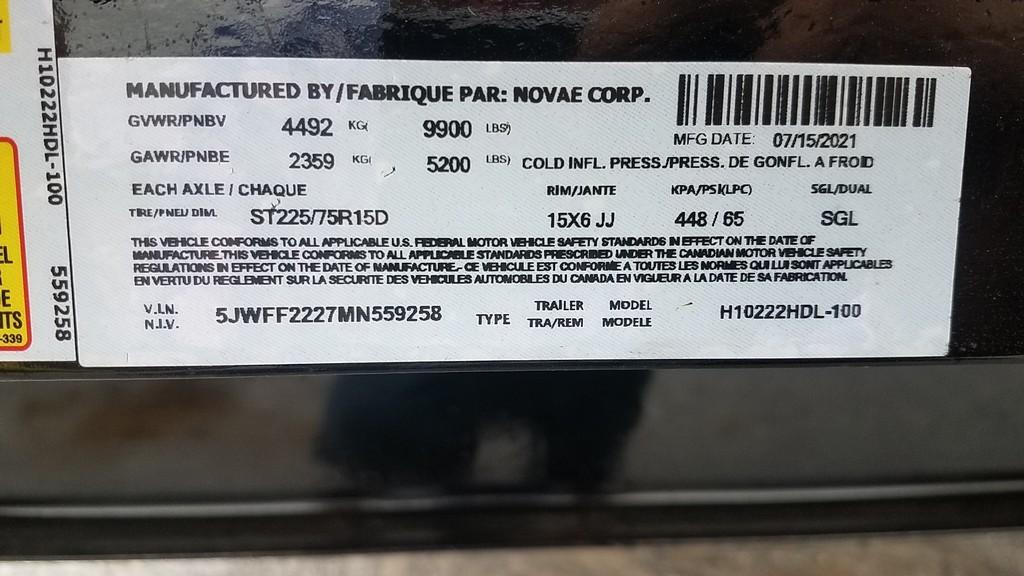 H10222HDL-100
559258
EL
E
ITS
-339
MANUFACTURED BY/FABRIQUE PAR: NOVAE CORP.
GVWR/PNBV 4492 KG( 9900 LBS)
MFG DATE: 07/15/2021
GAWR/PNBE 2359 KG( 5200 LBS) COLD INFL. PRESS./PRESS. DE GONFL. A FROID
EACH AXLE / CHAQUE RIM/JANTE KPA/PSI(LPC) SGL/DUAL
TIRE/PNEU DIM. ST225/75R15D 15X6 JJ 448 / 65 SGL
THIS VEHICLE CONFORMS TO ALL APPLICABLE U.S. FEDERAL MOTOR VEHICLE SAFETY STANDARDS IN EFFECT ON THE DATE OF
MANUFACTURE.THIS VEHICLE CONFORMS TO ALL APPLICABLE STANDARDS PRESCRIBED UNDER THE CANADIAN MOTOR VEHICLE SAFETY
REGULATIONS IN EFFECT ON THE DATE OF MANUFACTURE.- CE VEHICULE EST CONFORME A TOUTES LES NORMES QUI LUI SONT APPLICABLES
EN VERTU DU REGLEMENT SUR LA SECURITE DES VEHICULES AUTOMOBILES DU CANADA EN VIGUEUR A LA DATE DE SA FABRICATION.
V.I.N. 5JWFF2227MN559258 TYPE TRAILER MODEL H10222HDL-100
N.I.V. TRA/REM MODELE